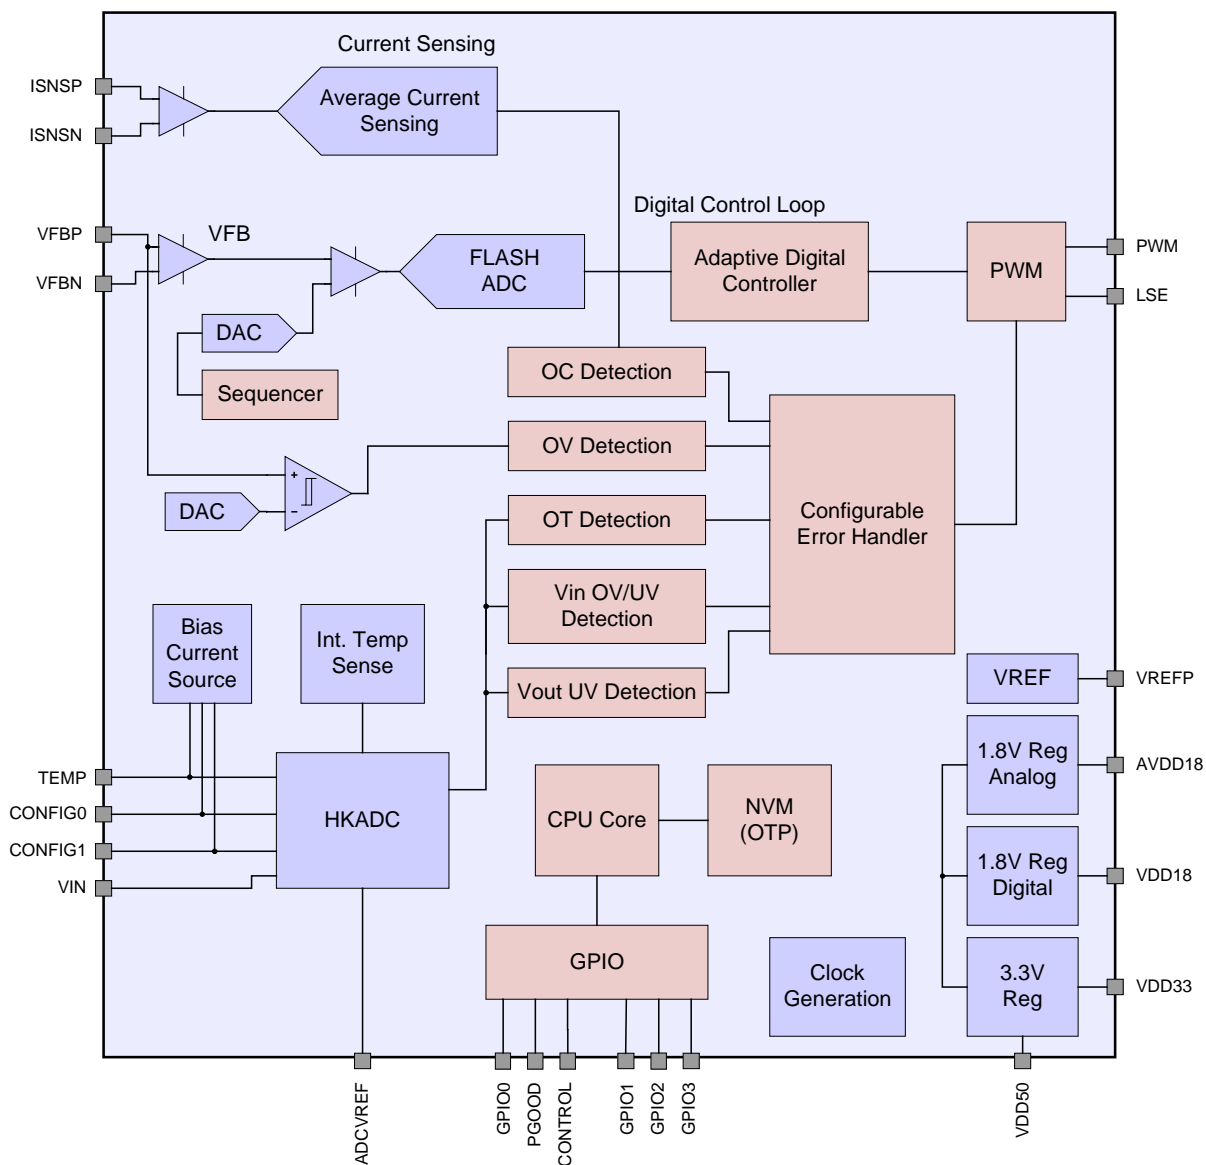 Current Sensing
ISNSP
ISNSN
Average Current
Sensing
VFBP
VFBN
VFB
FLASH
ADC
Digital Control Loop
Adaptive Digital
Controller
PWM
PWM
LSE
DAC
Sequencer
OC Detection
OV Detection
+
−
DAC
OT Detection
Configurable
Error Handler
Vin OV/UV
Detection
Vout UV Detection
Bias
Current
Source
Int. Temp
Sense
VREF
VREFP
TEMP
CONFIG0
CONFIG1
VIN
HKADC
CPU Core
NVM
(OTP)
1.8V Reg
Analog
AVDD18
1.8V Reg
Digital
VDD18
GPIO
Clock
Generation
3.3V
Reg
VDD33
ADCVREF
GPIO0
PGOOD
CONTROL
GPIO1
GPIO2
GPIO3
VDD50